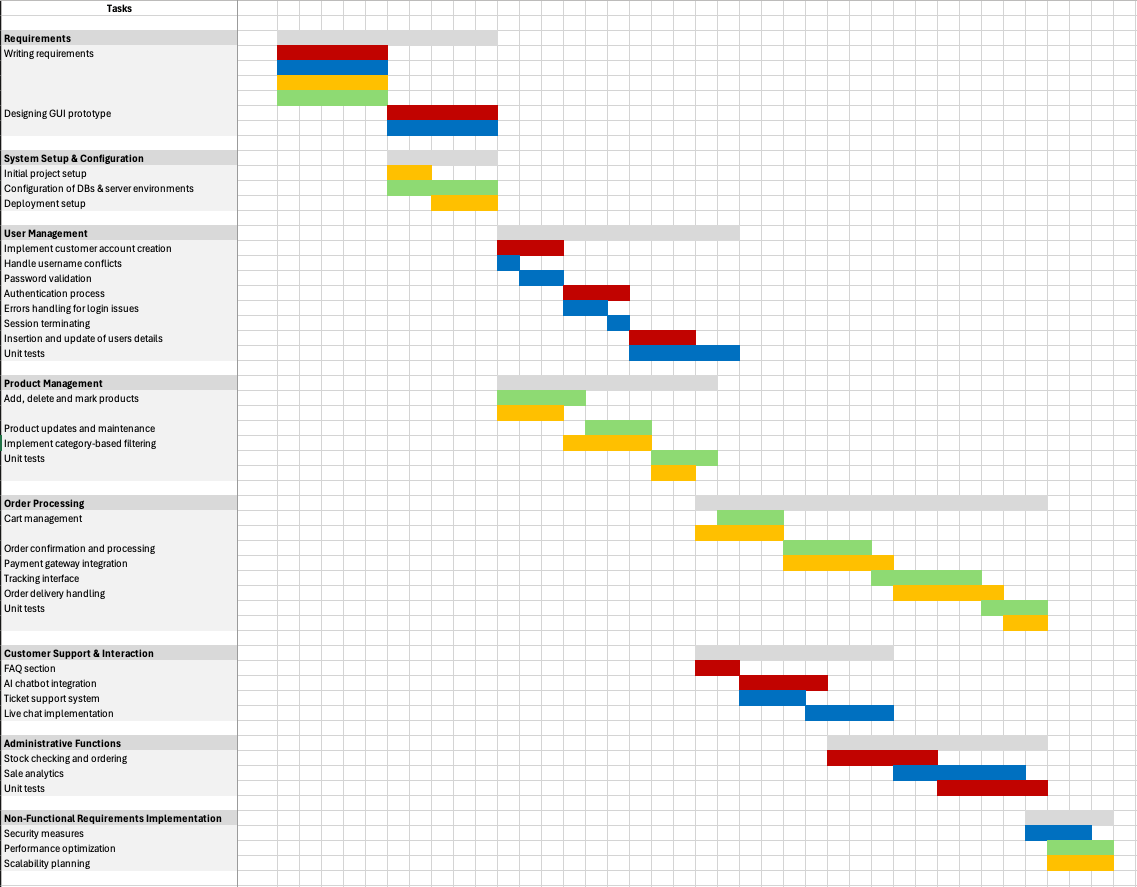 Tasks
Requirements
Writing requirements
Designing GUI prototype
System Setup & Configuration
Initial project setup
Configuration of DBs & server environments
Deployment setup
User Management
Implement customer account creation
Handle username conflicts
Password validation
Authentication process
Errors handling for login issues
Session terminating
Insertion and update of users details
Unit tests
Product Management
Add, delete and mark products
Product updates and maintenance
Implement category-based filtering
Unit tests
Order Processing
Cart management
Order confirmation and processing
Payment gateway integration
Tracking interface
Order delivery handling
Unit tests
Customer Support & Interaction
FAQ section
AI chatbot integration
Ticket support system
Live chat implementation
Administrative Functions
Stock checking and ordering
Sale analytics
Unit tests
Non-Functional Requirements Implementation
Security measures
Performance optimization
Scalability planning